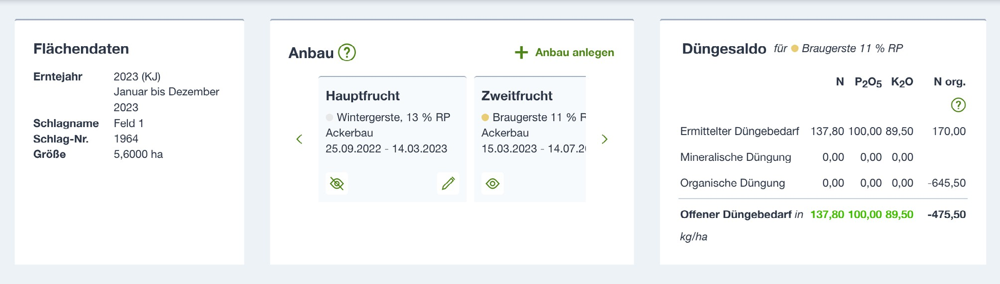 Flächendaten
Erntejahr 2023 (KJ)
Januar bis Dezember
2023
Schlagname Feld 1
Schlag-Nr. 1964
Größe 5,6000 ha
Anbau ?
+ Anbau anlegen
Hauptfrucht
Wintergerste, 13 % RP
Ackerbau
25.09.2022 - 14.03.2023
Zweitfrucht
Braugerste 11 % R
Ackerbau
15.03.2023 - 14.07.20
Düngesaldo für Braugerste 11 % RP
N P2O5 K2O N org.
?
Ermittelter Düngebedarf 137,80 100,00 89,50 170,00
Mineralische Düngung 0,00 0,00 0,00
Organische Düngung 0,00 0,00 0,00 -645,50
Offener Düngebedarf in 137,80 100,00 89,50 -475,50
kg/ha